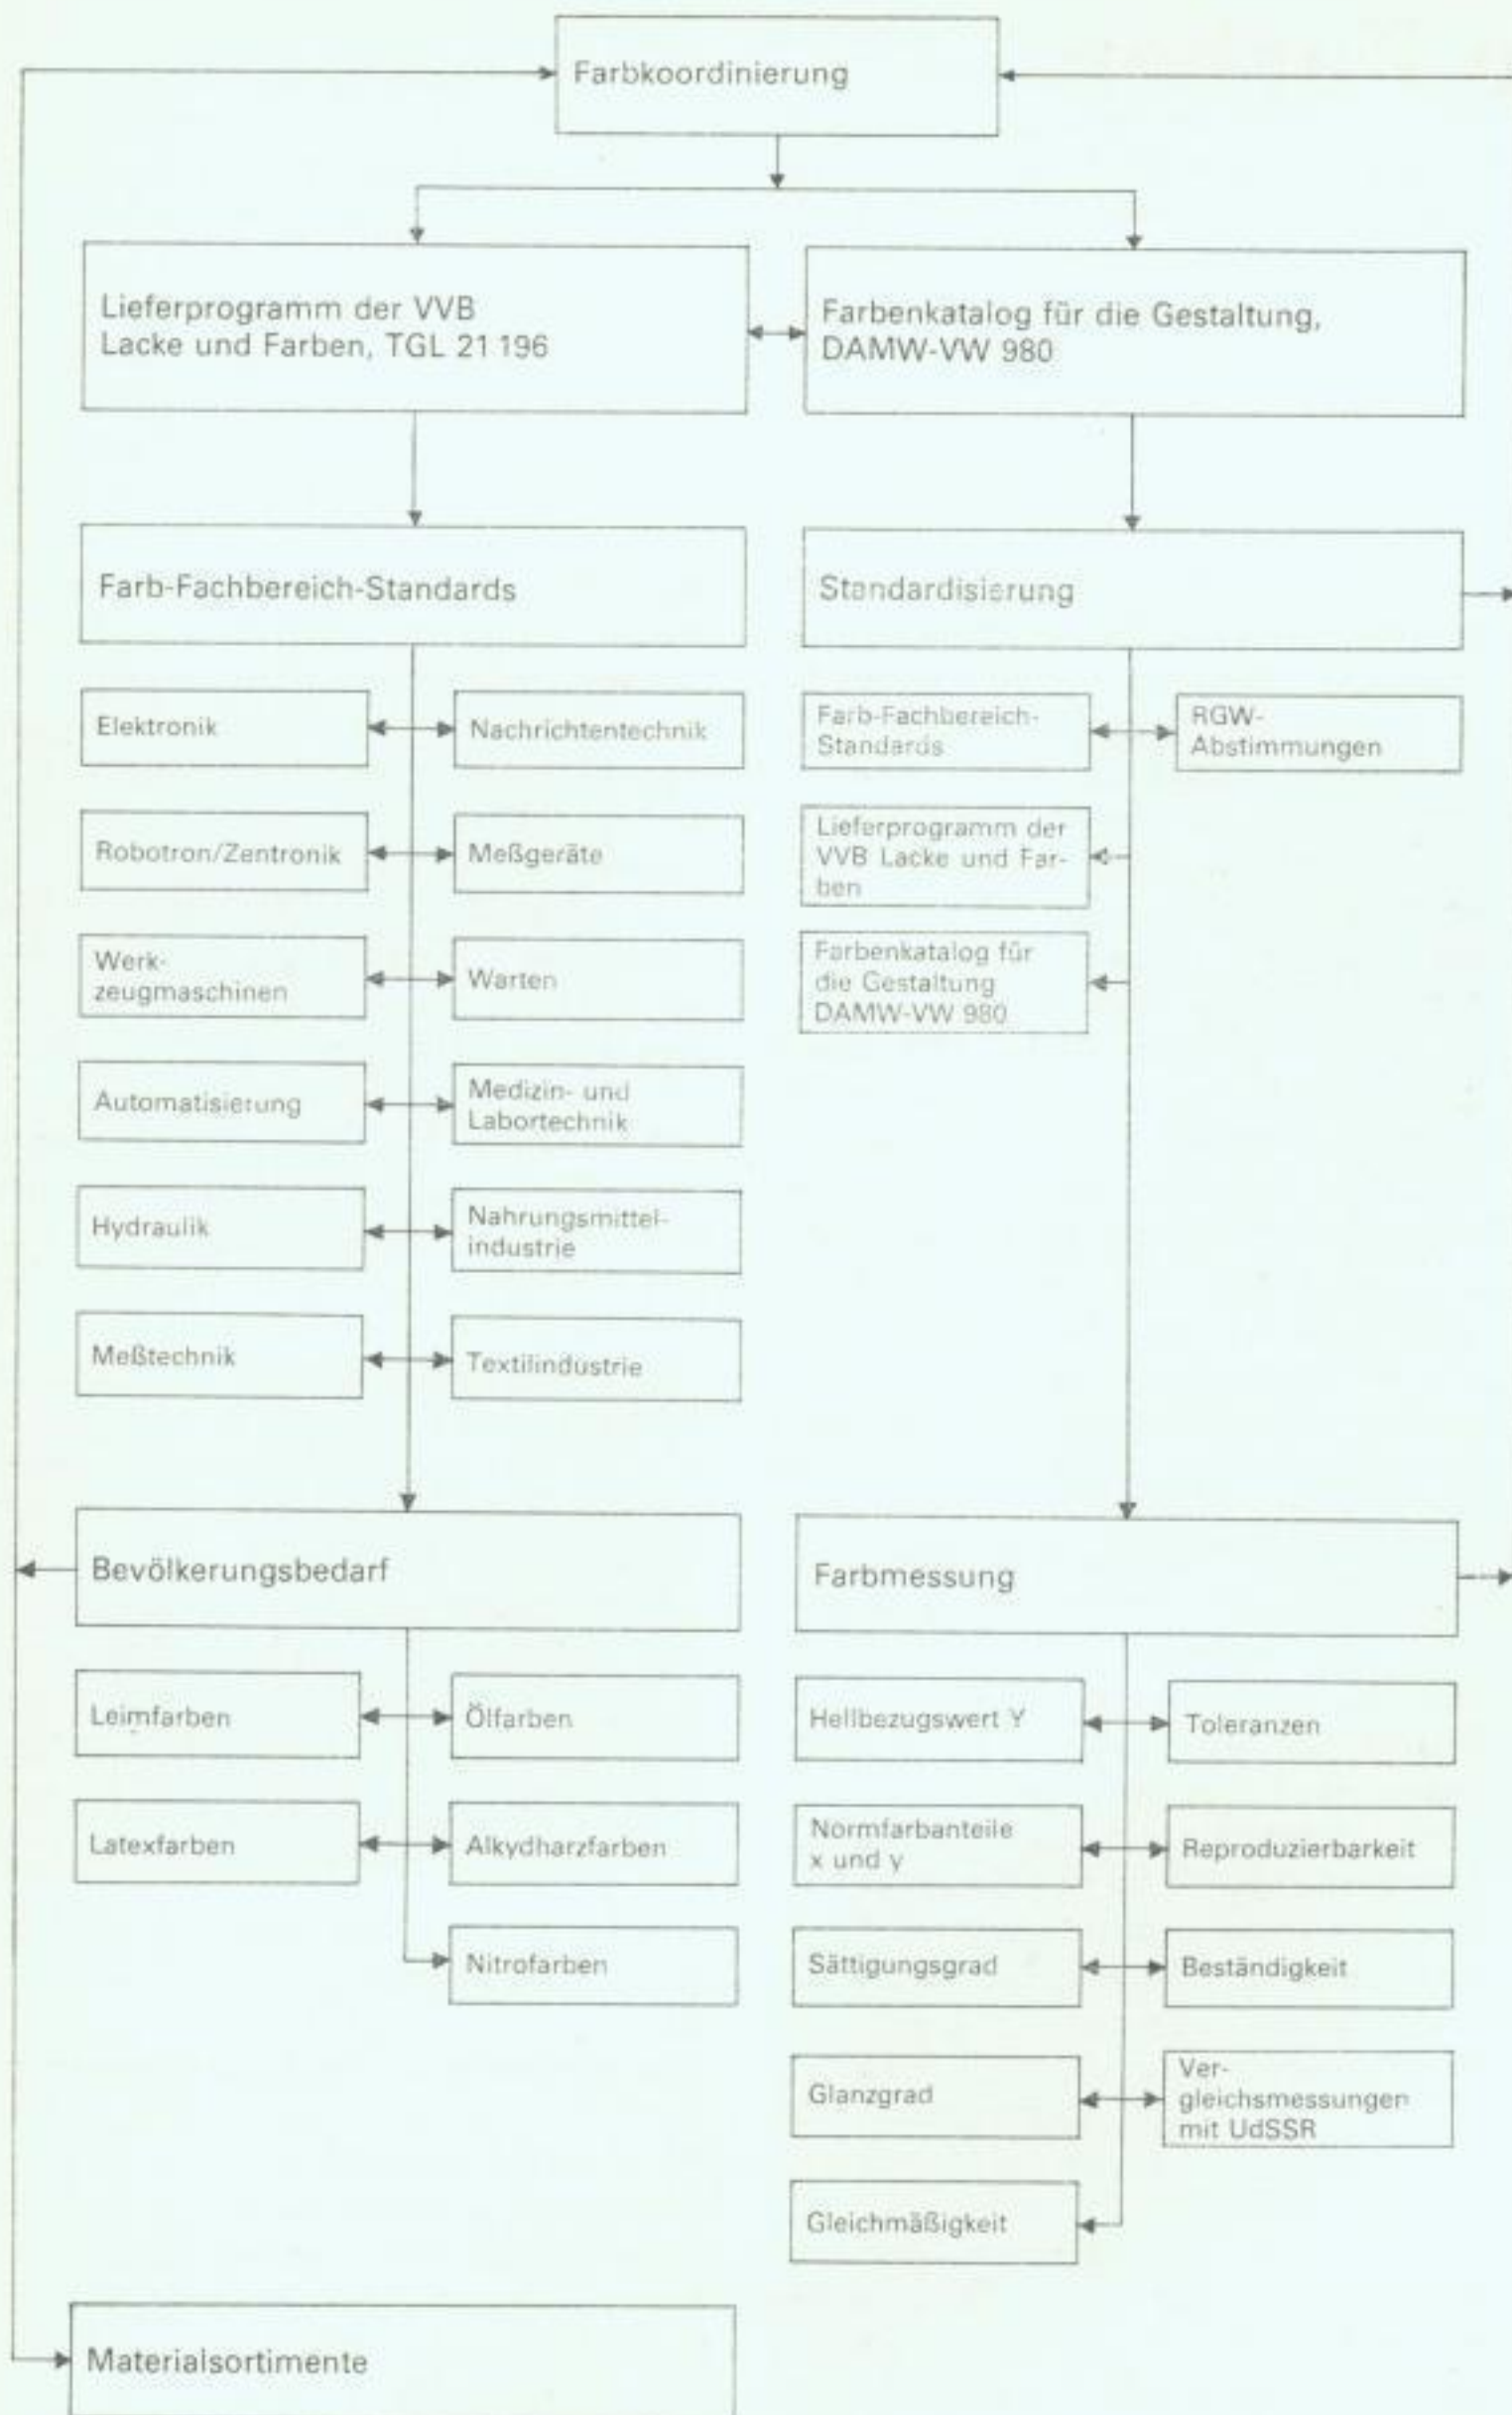 Farbkoordinierung
Lieferprogramm der VVB
Lacke und Farben, TGL 21 196
Farbenkatalog für die Gestaltung,
DAMW-VW 980
Farb-Fachbereich-Standards
Elektronik
Nachrichtentechnik
Robotron/Zentronik
Meßgeräte
Werk-
zeugmaschinen
Warten
Automatisierung
Medizin- und
Labortechnik
Hydraulik
Nahrungsmittel-
industrie
Meßtechnik
Textilindustrie
Standardisierung
Farb-Fachbereich-
Standards
RGW-
Abstimmungen
Lieferprogramm der
VVB Lacke und Far-
ben
Farbenkatalog für
die Gestaltung
DAMW-VW 980
Bevölkerungsbedarf
Leimfarben
Ölfarben
Latexfarben
Alkydharzfarben
Nitrofarben
Farbmessung
Hellbezugswert Y
Toleranzen
Normfarbanteile
x und y
Reproduzierbarkeit
Sättigungsgrad
Beständigkeit
Glanzgrad
Ver-
gleichsmessungen
mit UdSSR
Gleichmäßigkeit
Materialsortimente